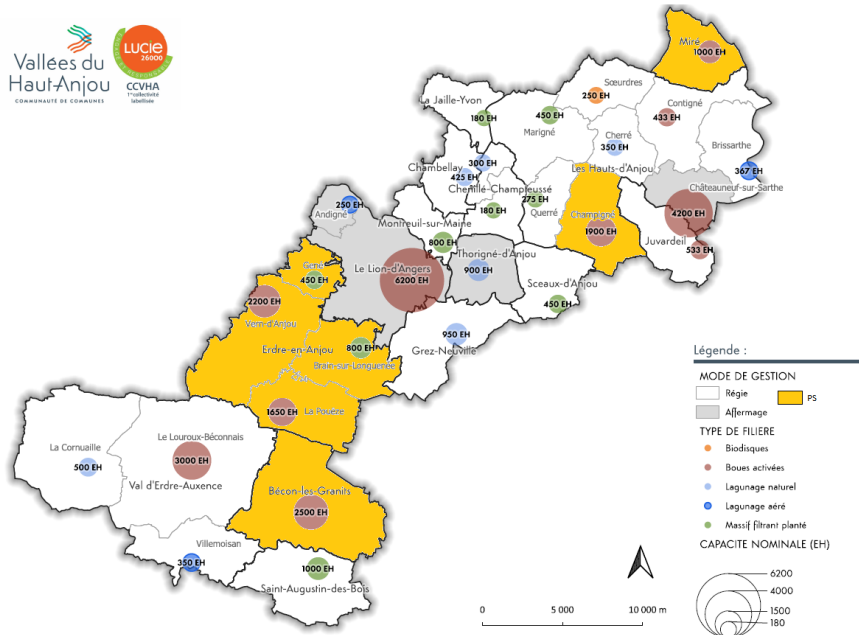 Vallées du
Haut-Anjou
COMMUNAUTÉ DE COMMUNES
LUCIE
26000
CCVHA
1ère collectivité
labellisée
Miré
1000 EH
Sœurdres
250 EH
La Jaille-Yvon
180 EH
450 EH
Marigné
Contigné
433 EH
Cherré
350 EH
Brissarthe
367 EH
Chambellay
300 EH
425 EH
Chenillé-Champteussé
180 EH
Les Hauts-d'Anjou
275 EH
Querré
Champigné
1900 EH
Châteauneuf-sur-Sarthe
4200 EH
Juvardeil
533 EH
250 EH
Andigné
Montreuil-sur-Maine
800 EH
Thorigné-d'Anjou
900 EH
Le Lion-d'Angers
6200 EH
Gené
450 EH
Sceaux-d'Anjou
450 EH
2200 EH
Vern-d'Anjou
Erdre-en-Anjou
800 EH
Brain-sur-Longuenée
950 EH
Grez-Neuville
1650 EH
La Pouëze
La Cornuaille
500 EH
Le Louroux-Béconnais
3000 EH
Val d'Erdre-Auxence
Bécon-les-Granits
2500 EH
Villemoisan
350 EH
1000 EH
Saint-Augustin-des-Bois
Légende :
MODE DE GESTION
Régie
PS
Affermage
TYPE DE FILIERE
Biodisques
Boues activées
Lagunage naturel
Lagunage aéré
Massif filtrant planté
CAPACITE NOMINALE (EH)
6200
4000
1500
180
0 5 000 10 000 m